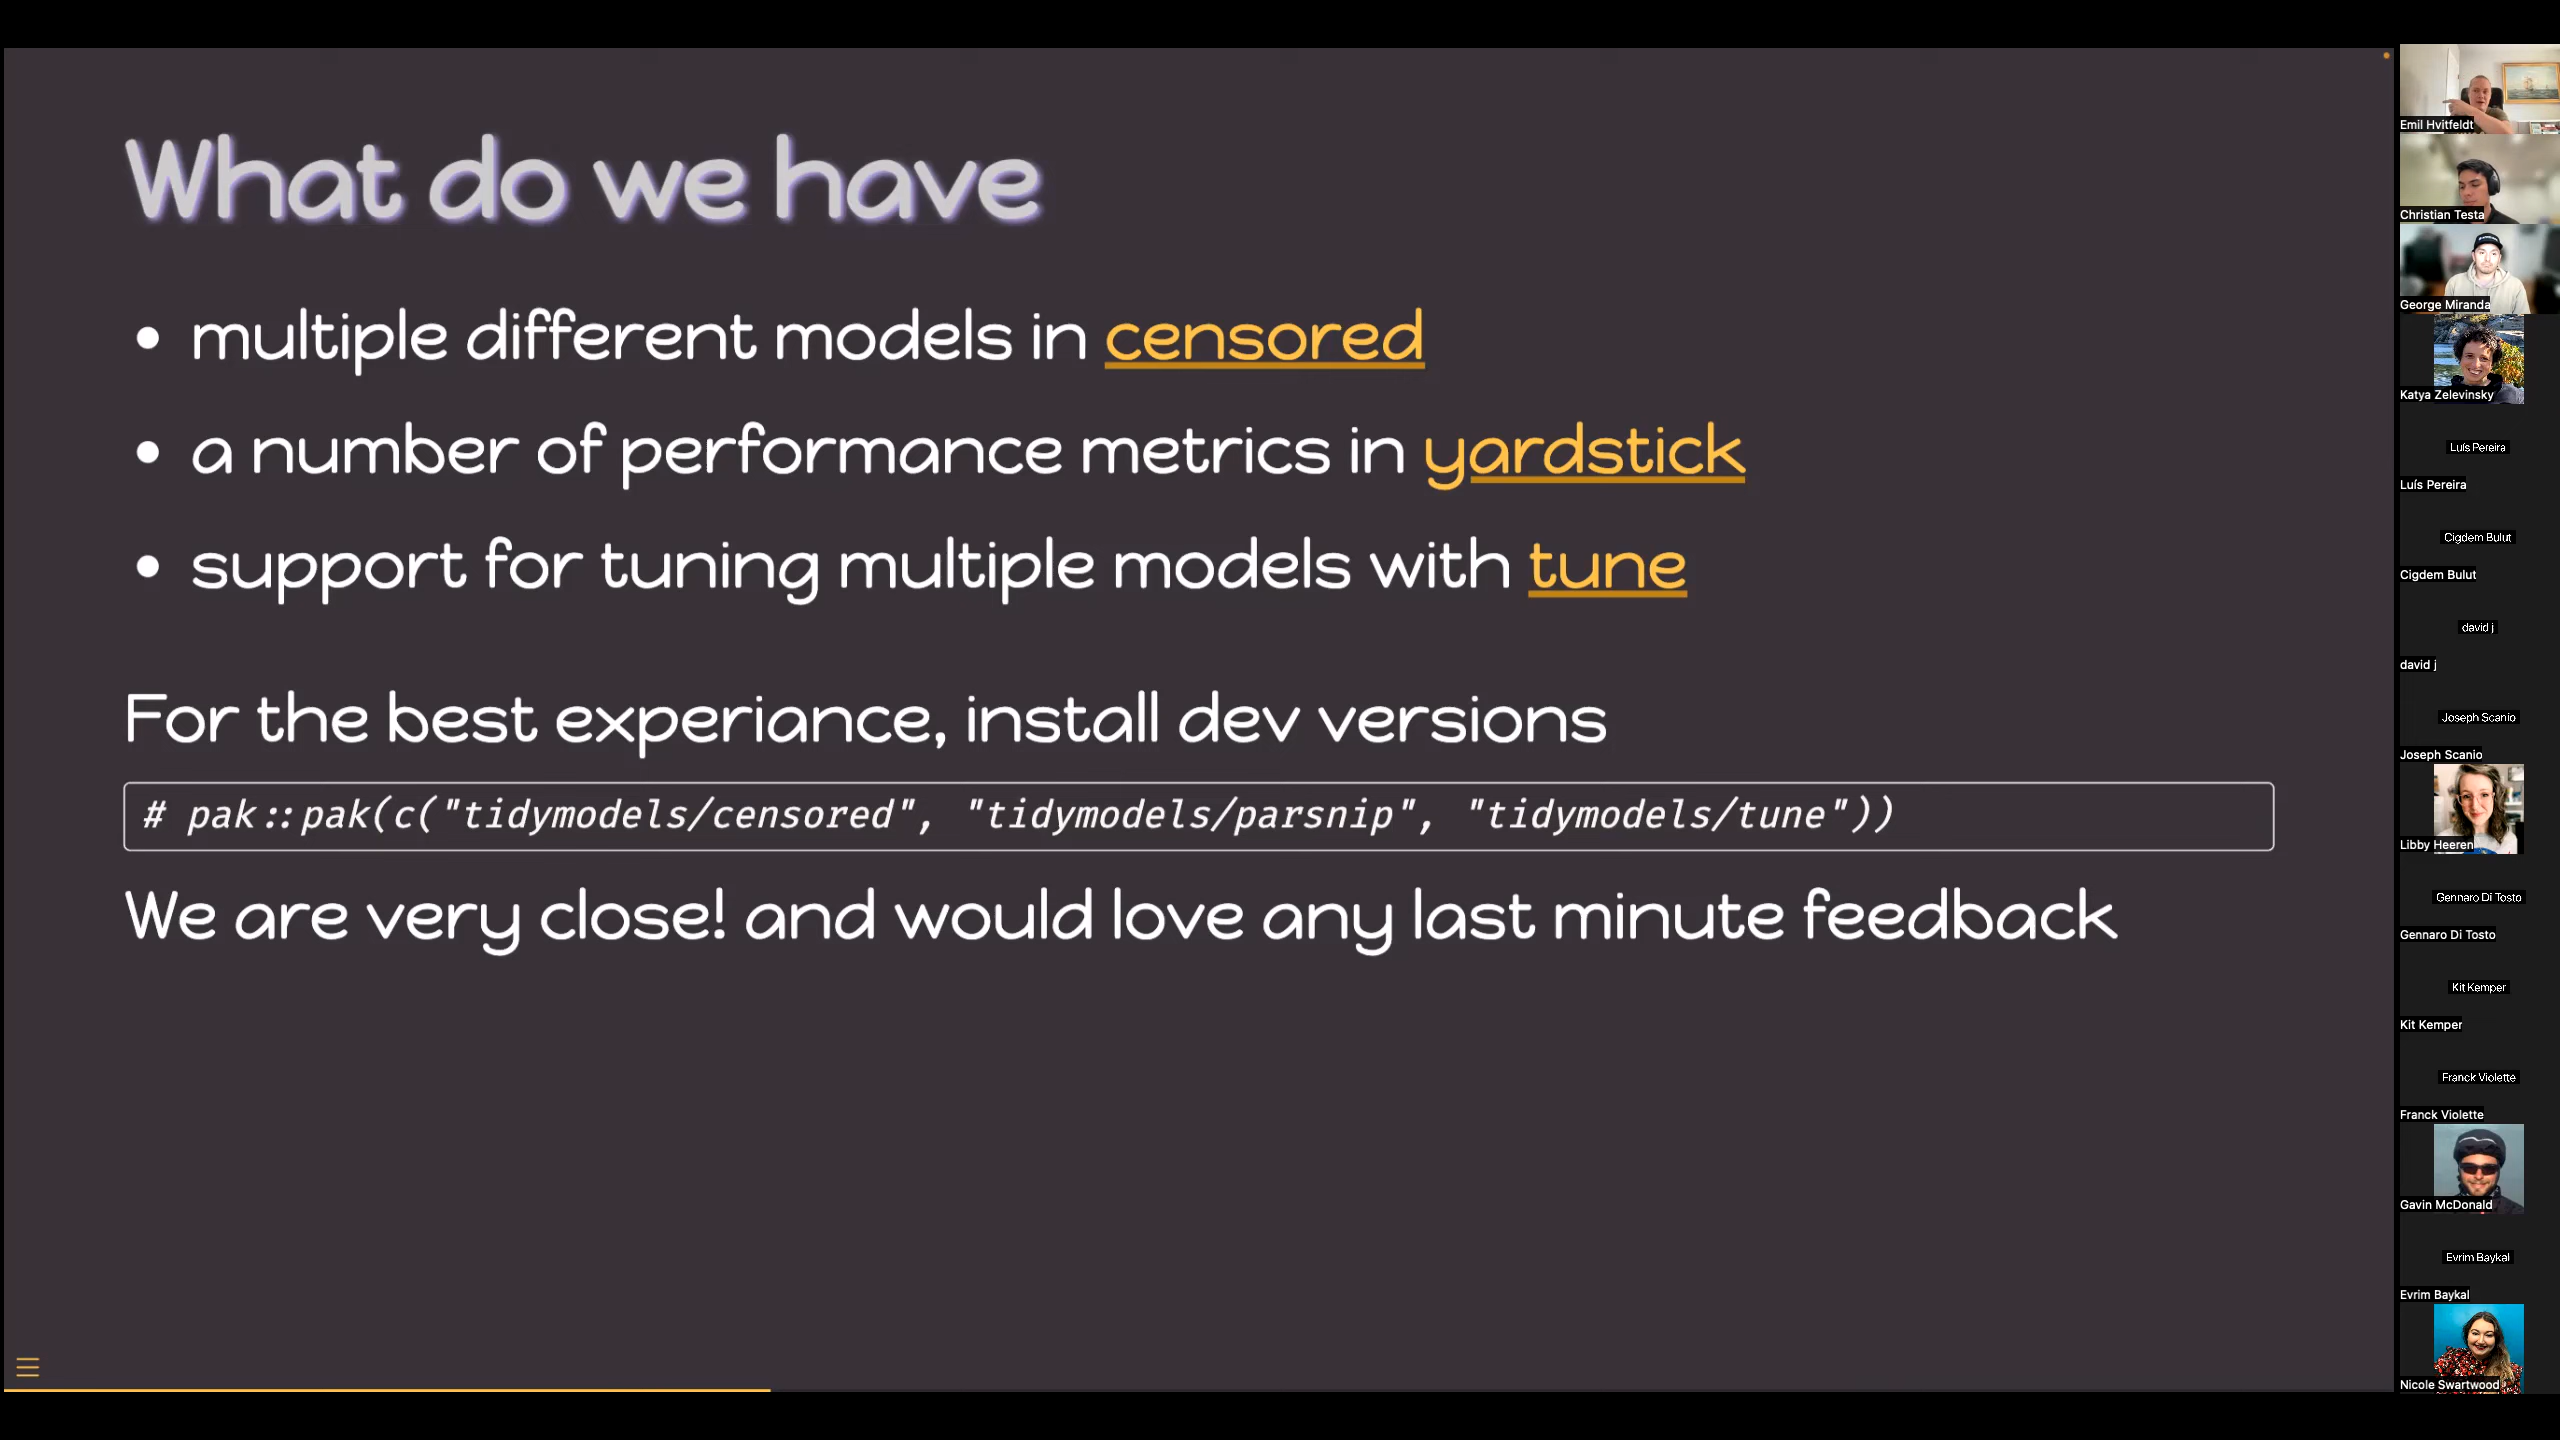 What do we have
• multiple different models in censored
• a number of performance metrics in yardstick
• support for tuning multiple models with tune
For the best experiance, install dev versions
# pak::pak(c("tidymodels/censored", "tidymodels/parsnip", "tidymodels/tune"))
We are very close! and would love any last minute feedback
Emil Hvitfeldt
Christian Testa
George Miranda
Katya Zelevinsky
Luís Pereira
Luís Pereira
Cigdem Bulut
Cigdem Bulut
david j
david j
Joseph Scanio
Joseph Scanio
Libby Heeren
Gennaro Di Tosto
Gennaro Di Tosto
Kit Kemper
Kit Kemper
Franck Violette
Franck Violette
Gavin McDonald
Evrim Baykal
Evrim Baykal
Nicole Swartwood